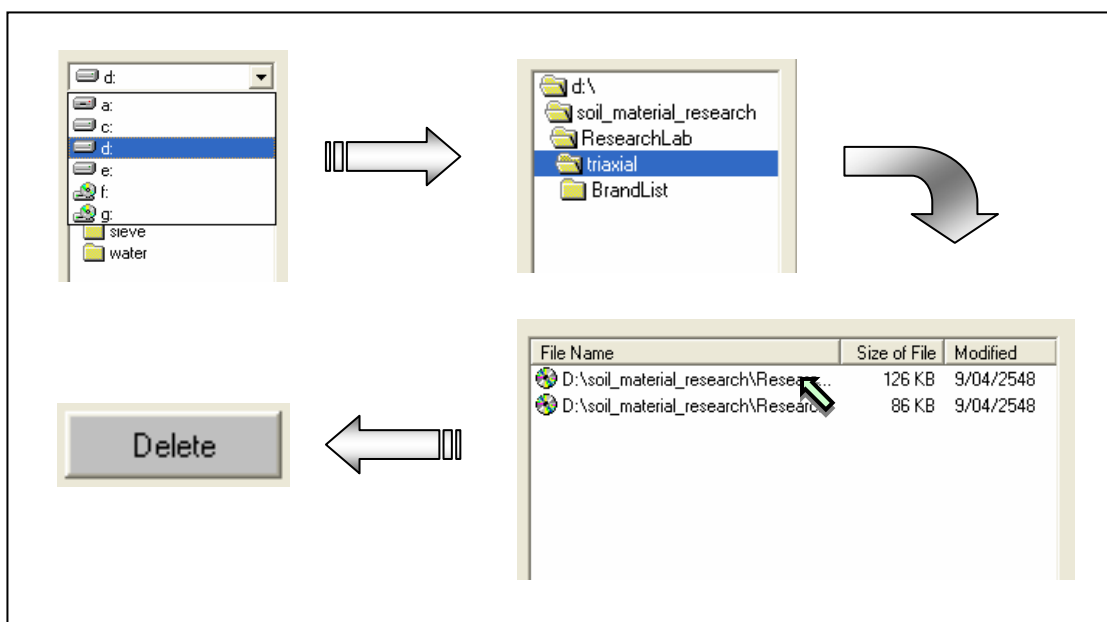 d:
a:
c:
d:
e:
f:
g:
sieve
water
d:\
soil_material_research
ResearchLab
triaxial
BrandList
File Name Size of File Modified
D:\soil_material_research\Researc... 126 KB 9/04/2548
D:\soil_material_research\Researc 86 KB 9/04/2548
Delete